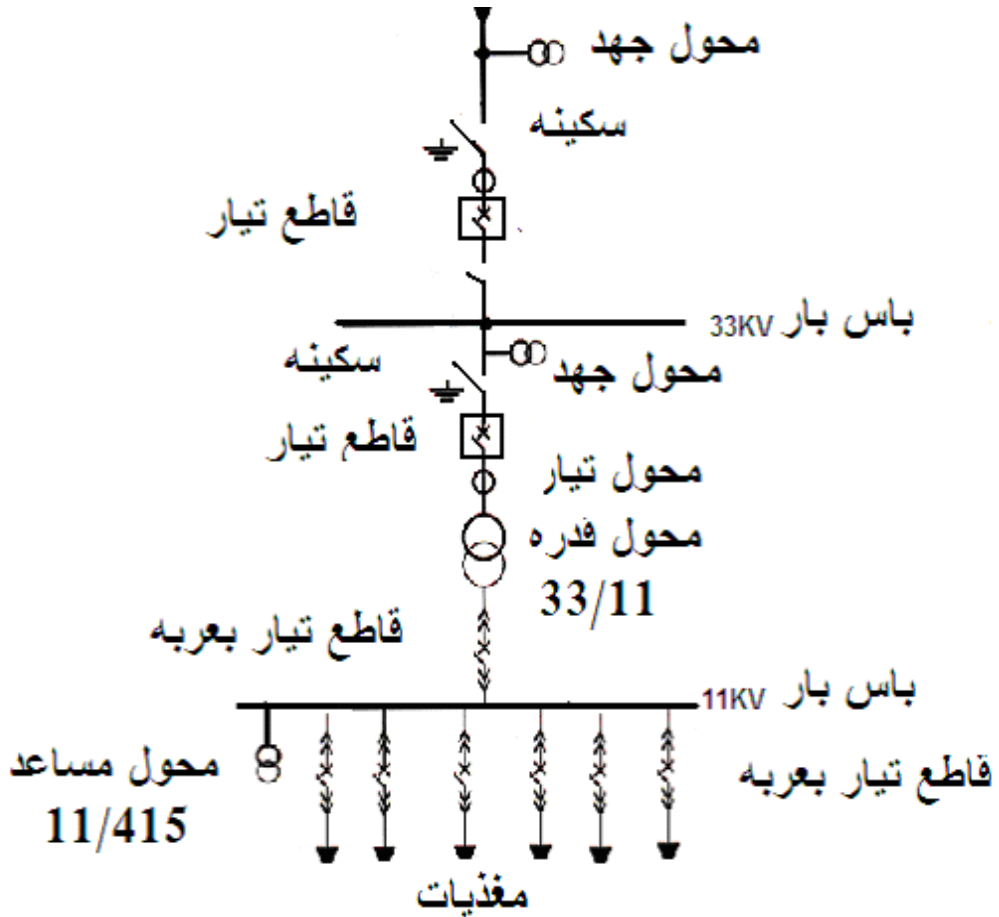 محول جهد
سكينه
قاطع تيار
باس بار 33KV
سكينه
محول جهد
قاطع تيار
محول تيار
محول قدره
33/11
قاطع تيار بعربه
باس بار 11KV
محول مساعد
11/415
قاطع تيار بعربه
مغذيات